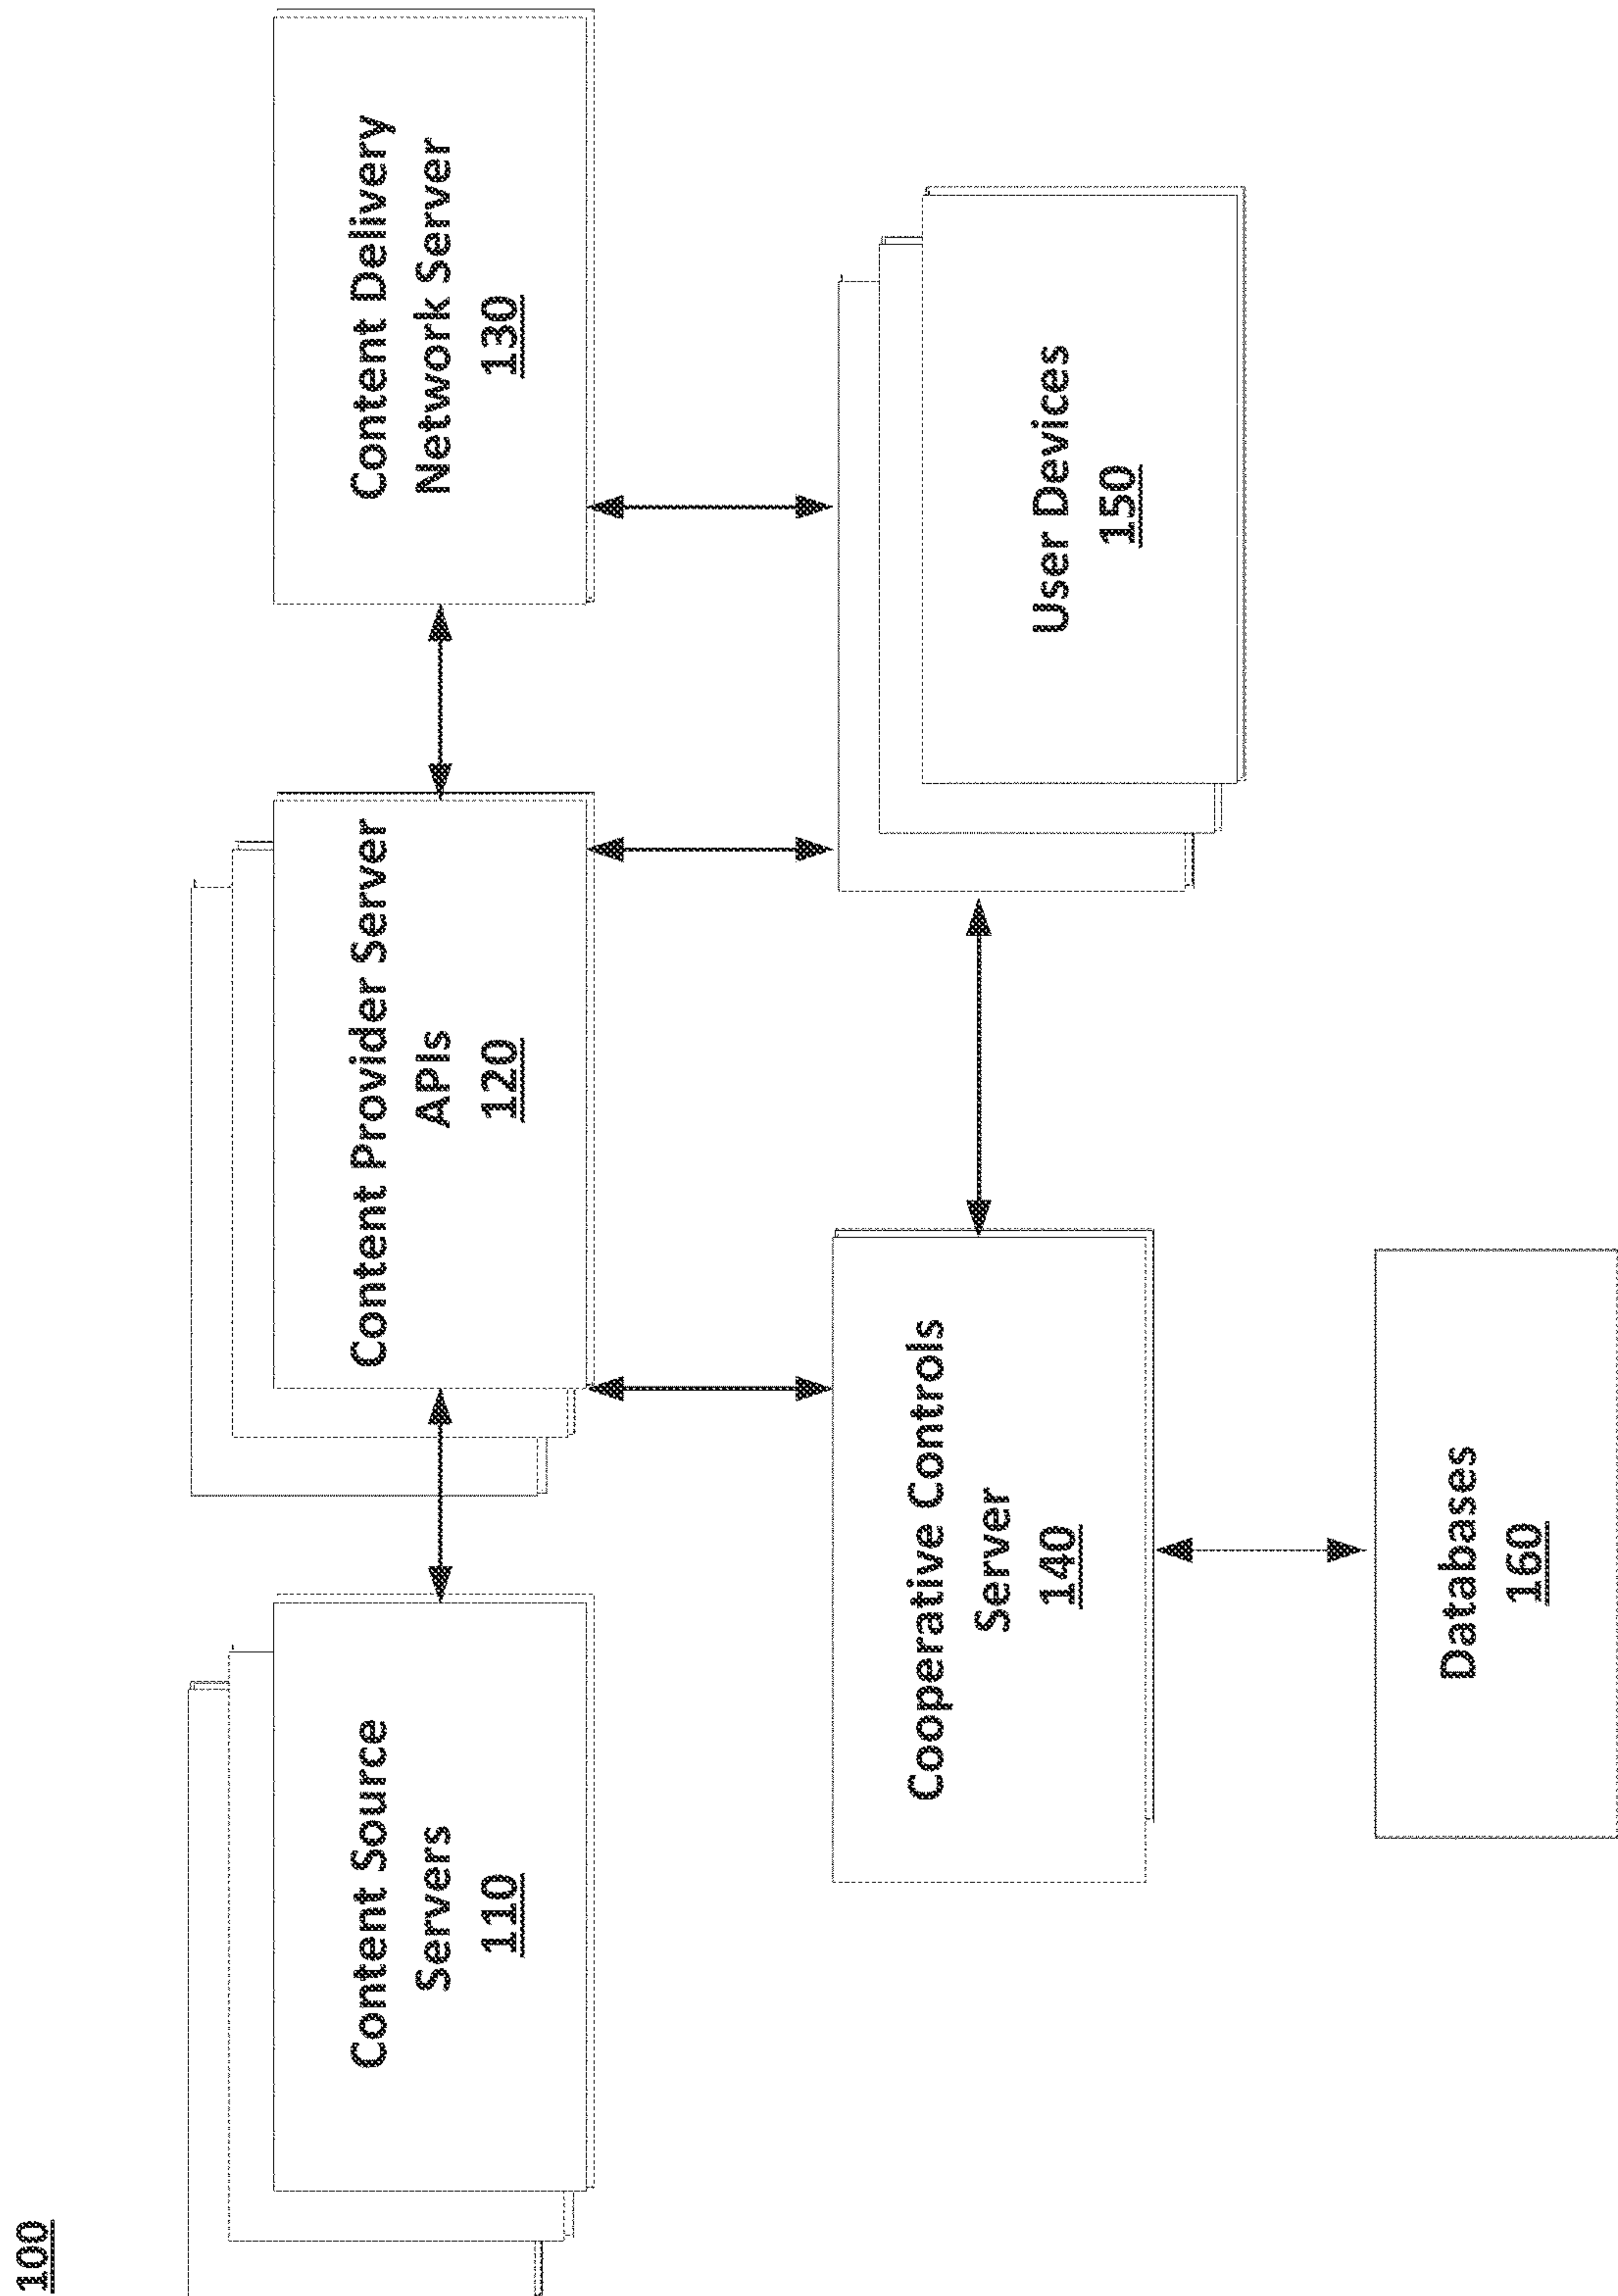 100
Content Source
Servers
110
Content Provider Server
APIs
120
Content Delivery
Network Server
130
Cooperative Controls
Server
140
User Devices
150
Databases
160